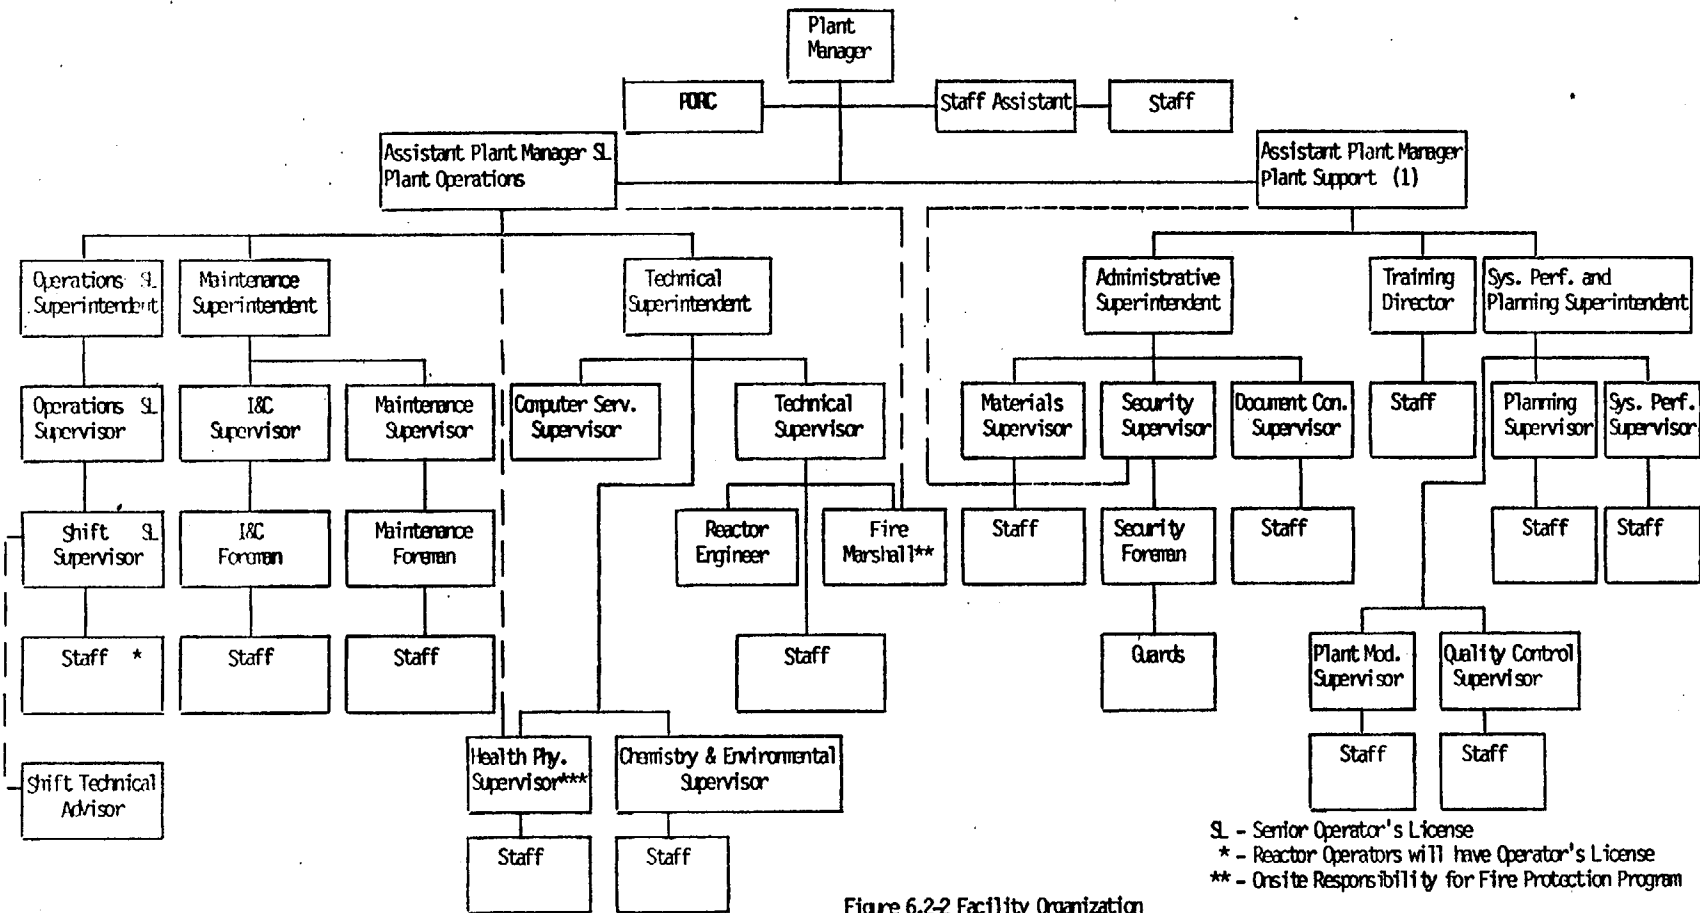 Plant
Manager
PORC
Staff Assistant
Staff
Assistant Plant Manager SL
Plant Operations
Assistant Plant Manager
Plant Support (1)
Operations SL
Superintendent
Maintenance
Superintendent
Technical
Superintendent
Administrative
Superintendent
Training
Director
Sys. Perf. and
Planning Superintendent
Operations SL
Supervisor
I&C
Supervisor
Maintenance
Supervisor
Computer Serv.
Supervisor
Technical
Supervisor
Materials
Supervisor
Security
Supervisor
Document Con.
Supervisor
Staff
Planning
Supervisor
Sys. Perf.
Supervisor
Shift SL
Supervisor
I&C
Foreman
Maintenance
Foreman
Reactor
Engineer
Fire
Marshall**
Staff
Security
Foreman
Staff
Staff
Staff
Staff *
Staff
Staff
Staff
Guards
Plant Mod.
Supervisor
Quality Control
Supervisor
Shift Technical
Advisor
Health Phy.
Supervisor***
Chemistry & Environmental
Supervisor
Staff
Staff
Staff
Staff
SL - Senior Operator's License
* - Reactor Operators will have Operator's License
** - Onsite Responsibility for Fire Protection Program
Figure 6.2-2 Facility Organization